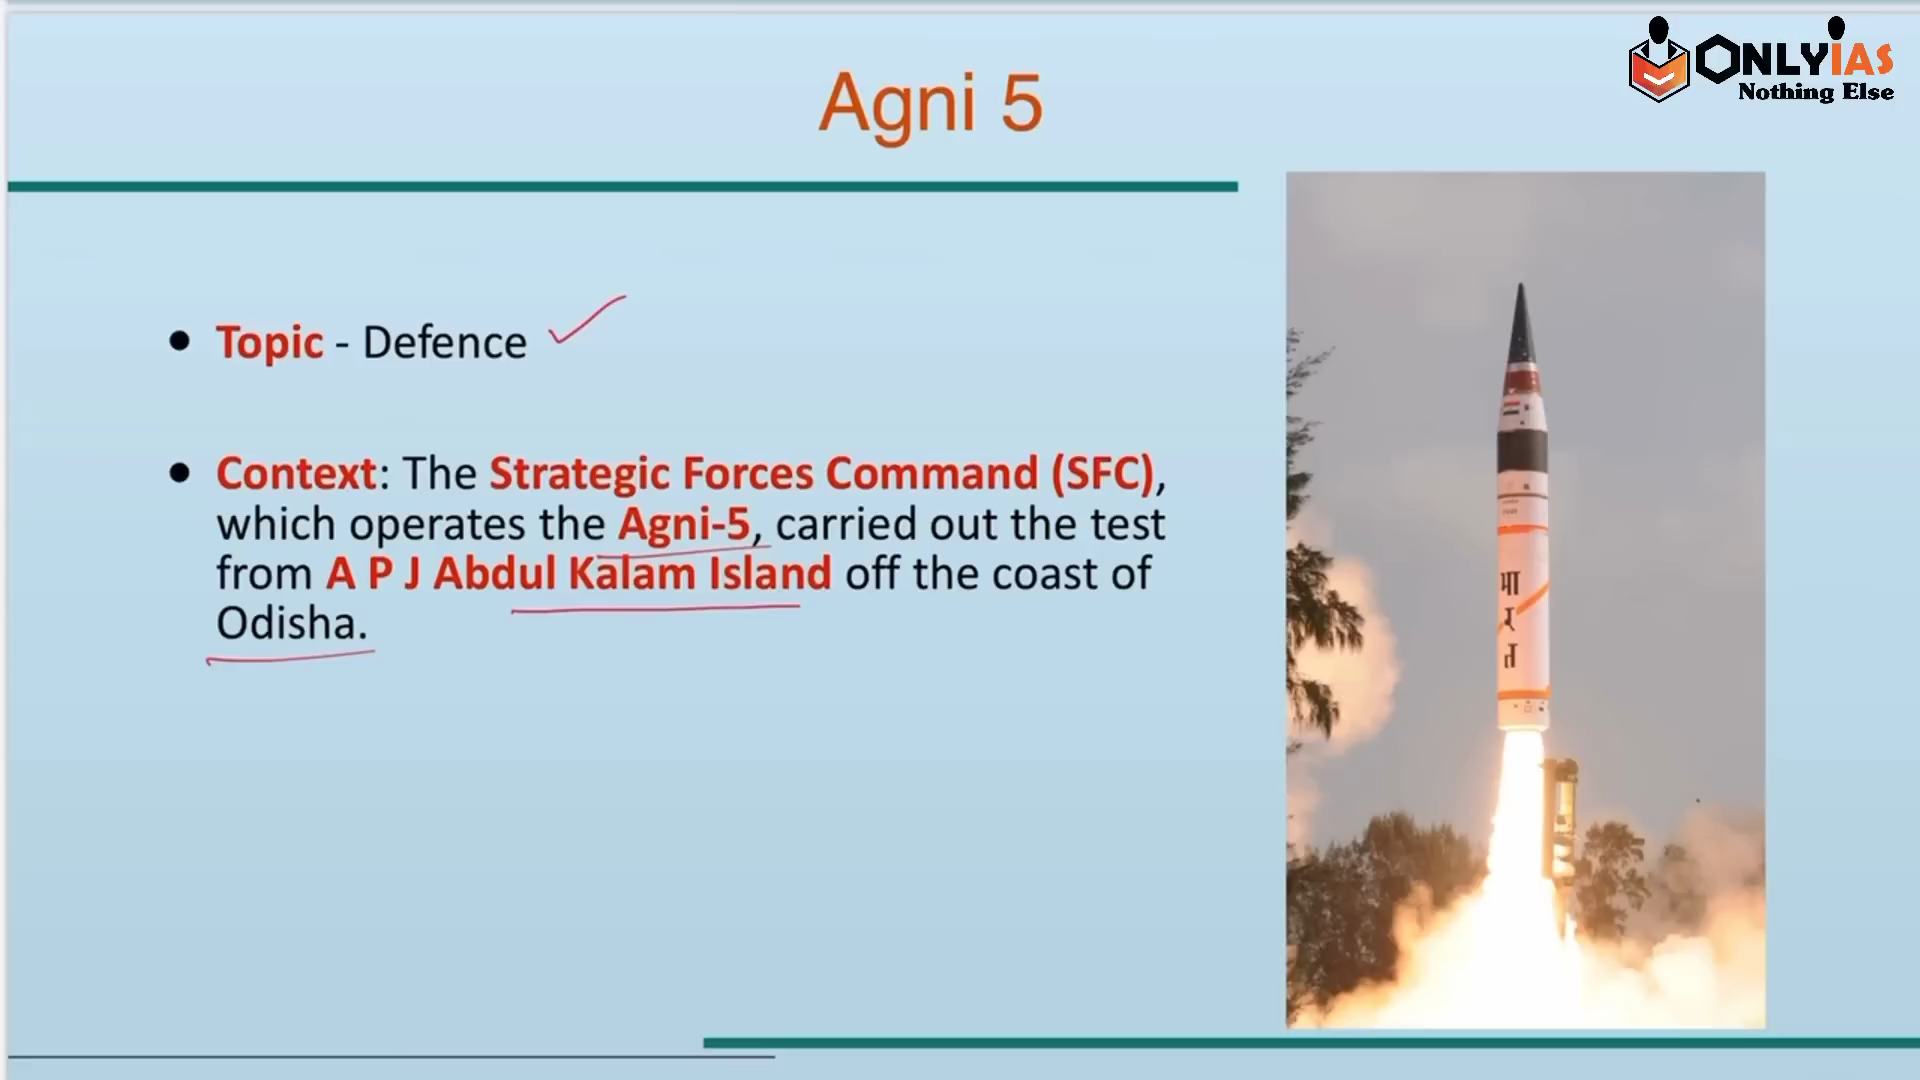 ONLYIAS
Nothing Else
Agni 5
• Topic - Defence
• Context: The Strategic Forces Command (SFC),
which operates the Agni-5, carried out the test
from A P J Abdul Kalam Island off the coast of
Odisha.
भा
र
त